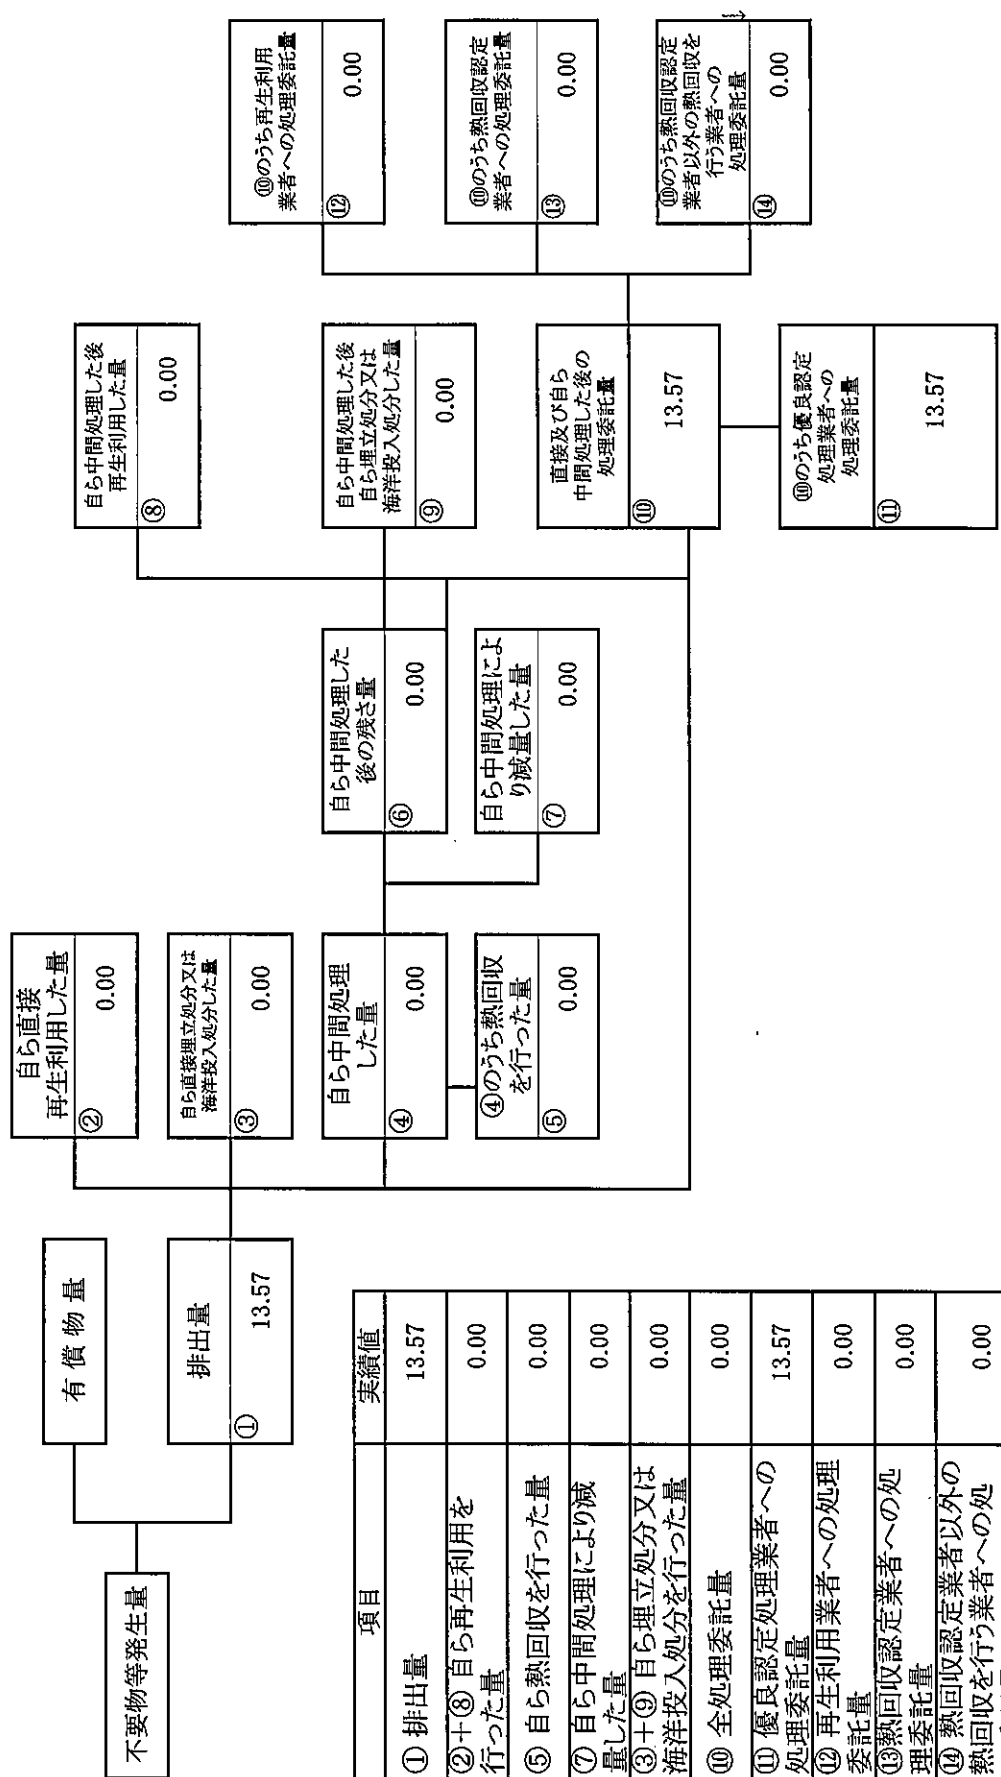 不要物等発生量
有償物量
排出量
①
13.57
自ら直接
再生利用した量
②
0.00
自ら直接埋立処分又は
海洋投入処分した量
③
0.00
自ら中間処理
した量
④
0.00
④のうち熱回収
を行った量
⑤
0.00
自ら中間処理した
後の残さ量
⑥
0.00
自ら中間処理によ
り減量した量
⑦
0.00
自ら中間処理した後
再生利用した量
⑧
0.00
自ら中間処理した後
自ら埋立処分又は
海洋投入処分した量
⑨
0.00
直接及び自ら
中間処理した後の
処理委託量
⑩
13.57
⑩のうち優良認定
処理業者への
処理委託量
⑪
13.57
⑩のうち再生利用
業者への処理委託量
⑫
0.00
⑩のうち熱回収認定
業者への処理委託量
⑬
0.00
⑩のうち熱回収認定
業者以外の熱回収を
行う業者への
処理委託量
⑭
0.00
項目 実績値
①排出量 13.57
②+⑧自ら再生利用を
行った量 0.00
⑤自ら熱回収を行った量 0.00
⑦自ら中間処理により減
量した量 0.00
③+⑨自ら埋立処分又は
海洋投入処分を行った量 0.00
⑩全処理委託量 0.00
⑪優良認定処理業者への
処理委託量 13.57
⑫再生利用業者への処理
委託量 0.00
⑬熱回収認定業者への処
理委託量 0.00
⑭熱回収認定業者以外の
熱回収を行う業者への処 0.00